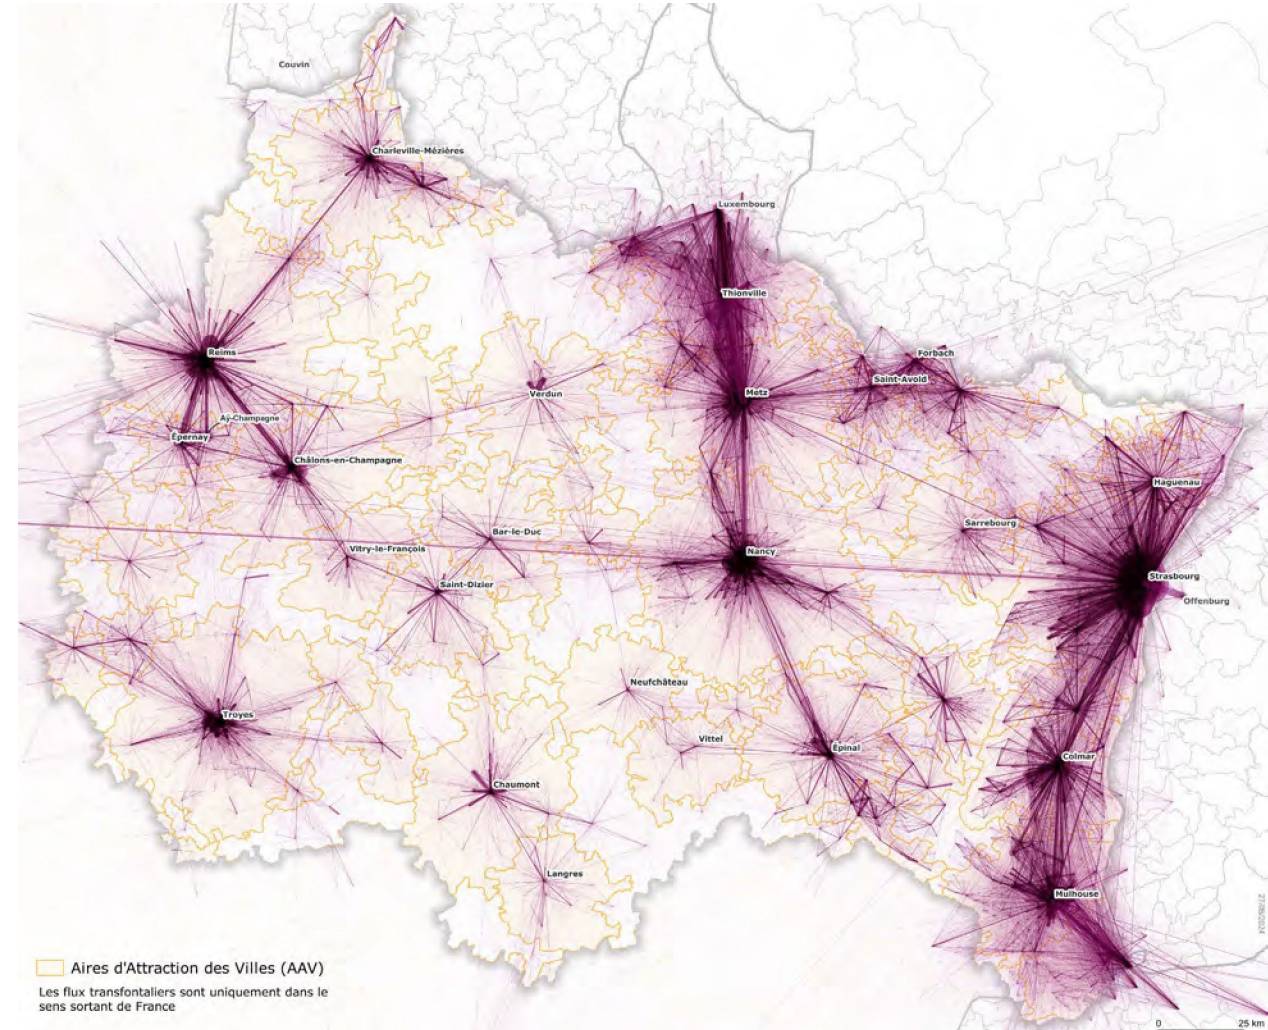 Couvin
Charleville-Mézières
Luxembourg
Thionville
Reims
Forbach
Saint-Avold
Verdun
Metz
Aÿ-Champagne
Épernay
Châlons-en-Champagne
Haguenau
Sarrebourg
Bar-le-Duc
Vitry-le-François
Nancy
Strasbourg
Saint-Dizier
Offenburg
Neufchâteau
Troyes
Vittel
Épinal
Colmar
Chaumont
Langres
Mulhouse
27/05/2024
Aires d'Attraction des Villes (AAV)
Les flux transfontaliers sont uniquement dans le
sens sortant de France
0 25 km